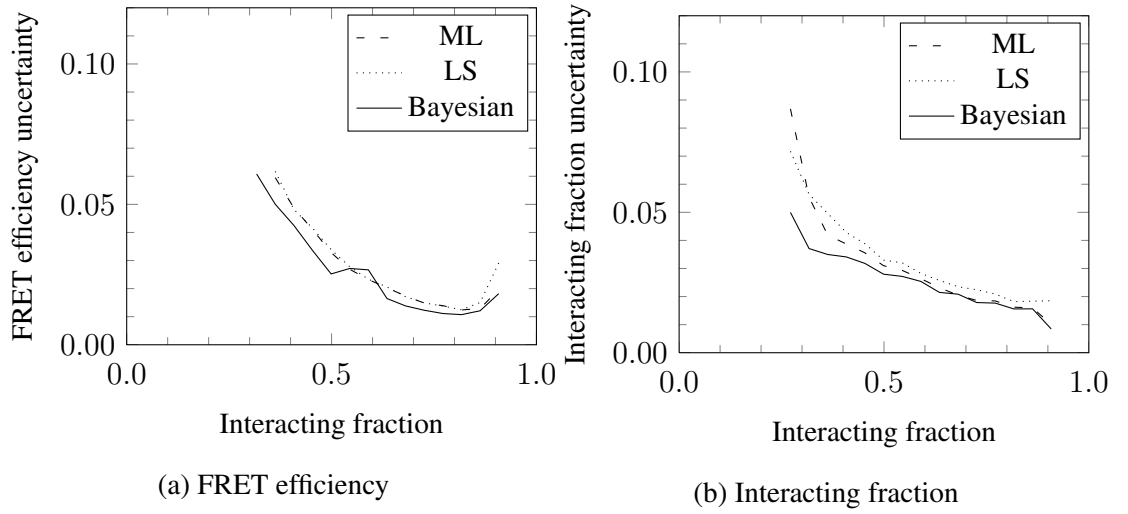 FRET efficiency uncertainty
0.10
0.05
0.00
0.0
0.5
1.0
Interacting fraction
ML
LS
Bayesian
(a) FRET efficiency
Interacting fraction uncertainty
0.10
0.05
0.00
0.0
0.5
1.0
Interacting fraction
ML
LS
Bayesian
(b) Interacting fraction